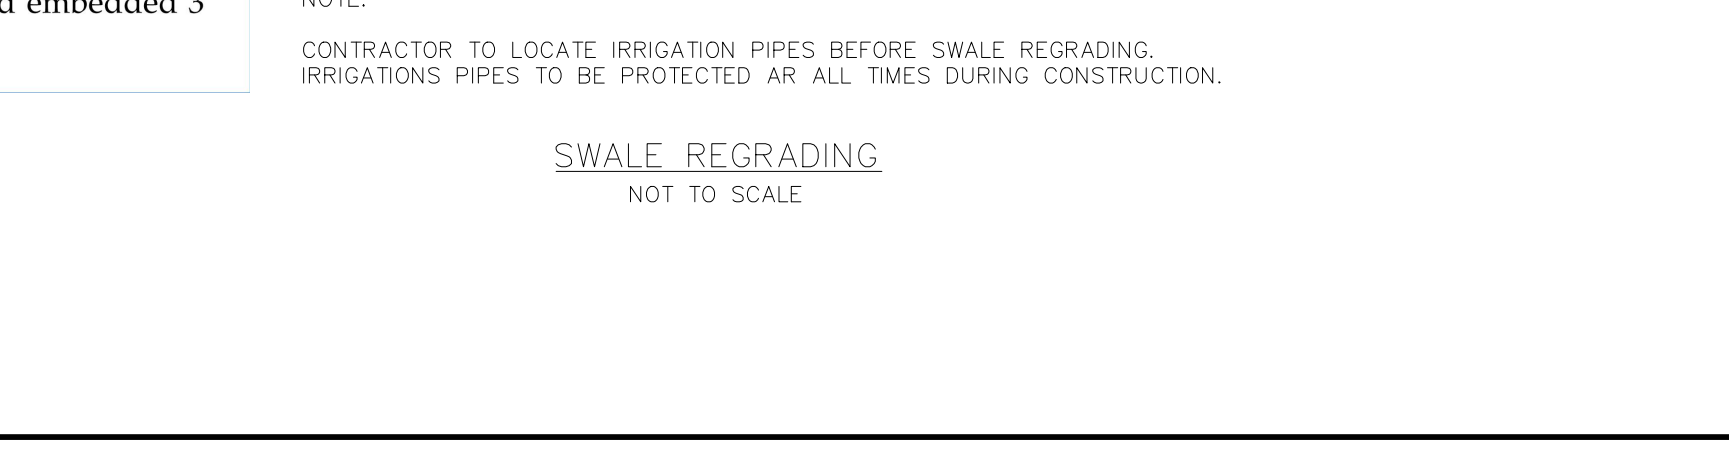 embedded 3
NOTE:
CONTRACTOR TO LOCATE IRRIGATION PIPES BEFORE SWALE REGRADING.
IRRIGATIONS PIPES TO BE PROTECTED AR ALL TIMES DURING CONSTRUCTION.
SWALE REGRADING
NOT TO SCALE